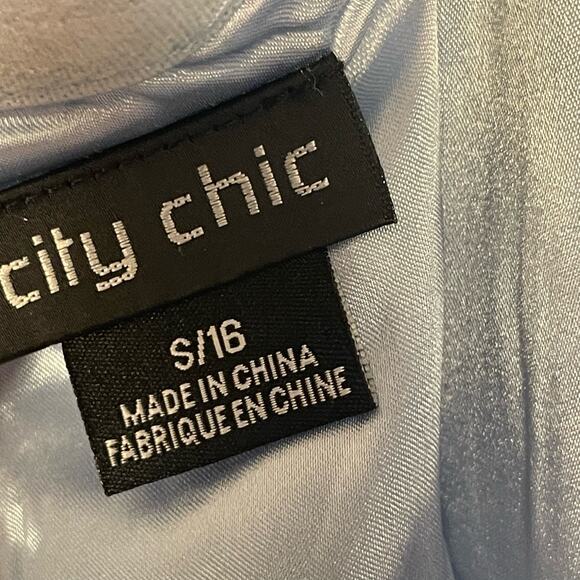 city chic
S/16
MADE IN CHINA
FABRIQUE EN CHINE